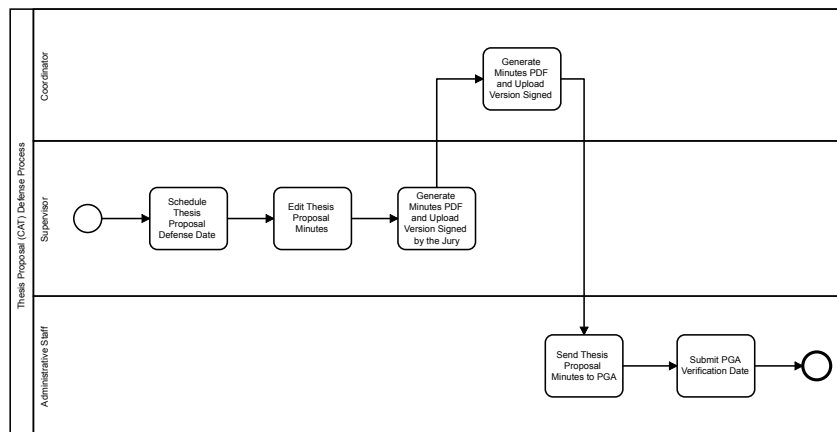 Thesis Proposal (CAT) Defense Process
Coordinator
Generate
Minutes PDF
and Upload
Version Signed
Supervisor
Schedule
Thesis
Proposal
Defense Date
Edit Thesis
Proposal
Minutes
Generate
Minutes PDF
and Upload
Version Signed
by the Jury
Administrative Staff
Send Thesis
Proposal
Minutes to PGA
Submit PGA
Verification Date